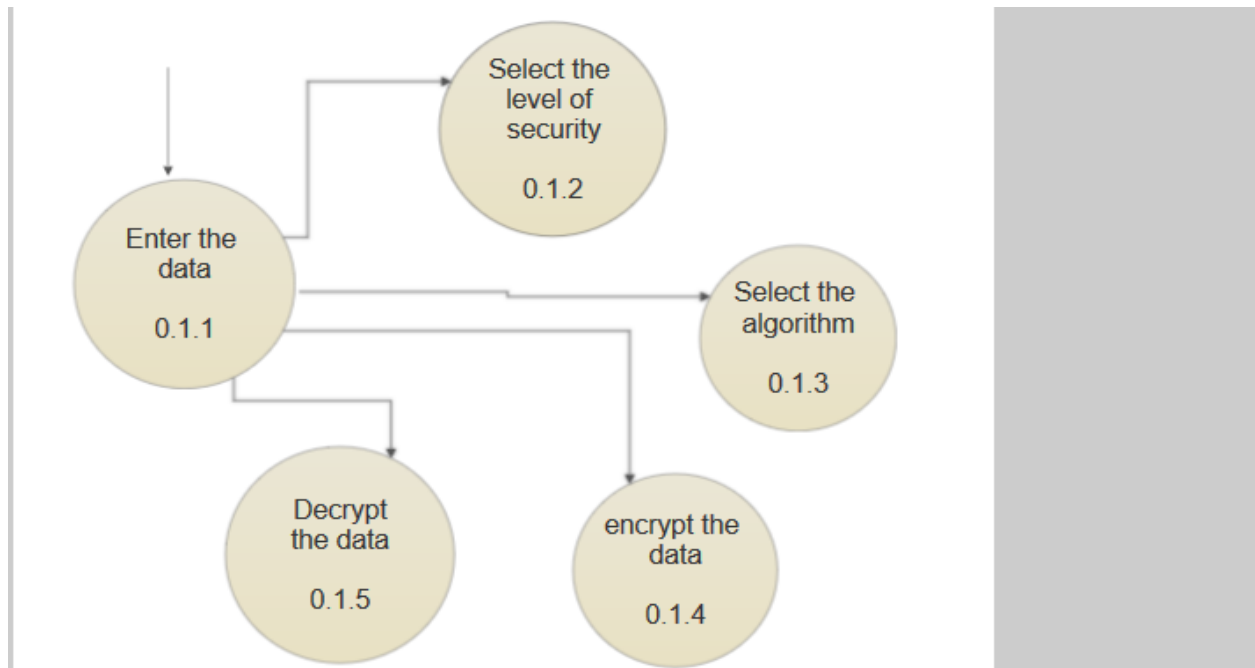 Select the
level of
security
0.1.2
Enter the
data
0.1.1
Select the
algorithm
0.1.3
Decrypt
the data
0.1.5
encrypt the
data
0.1.4